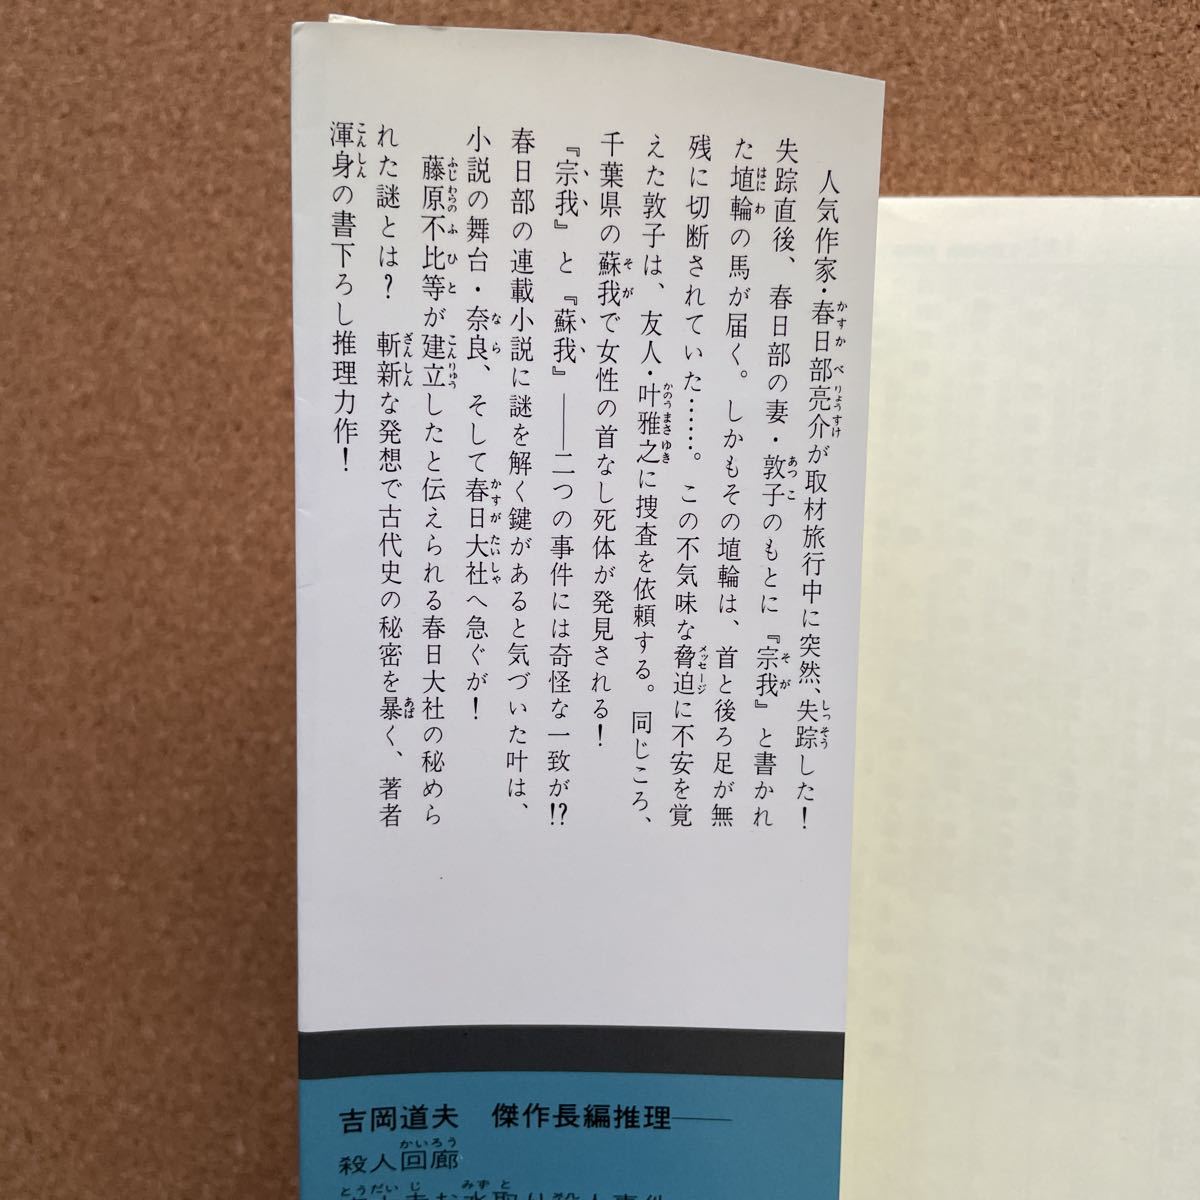 人気作家・春日部亮介が取材旅行中に突然、失踪した！
失踪直後、春日部の妻・敦子のもとに『宗我』と書かれ
た埴輪の馬が届く。しかもその埴輪は、首と後ろ足が無
残に切断されていた……。この不気味な脅迫に不安を覚
えた敦子は、友人・叶雅之に捜査を依頼する。同じころ、
千葉県の蘇我で女性の首なし死体が発見される！
『宗我』と『蘇我』――二つの事件には奇怪な一致が!?
春日部の連載小説に謎を解く鍵があると気づいた叶は、
小説の舞台・奈良、そして春日大社へ急ぐが！
藤原不比等が建立したと伝えられる春日大社の秘めら
れた謎とは？　斬新な発想で古代史の秘密を暴く、著者
渾身の書下ろし推理力作！
吉岡道夫　傑作長編推理――
殺人回廊
東大寺お水取り殺人事件